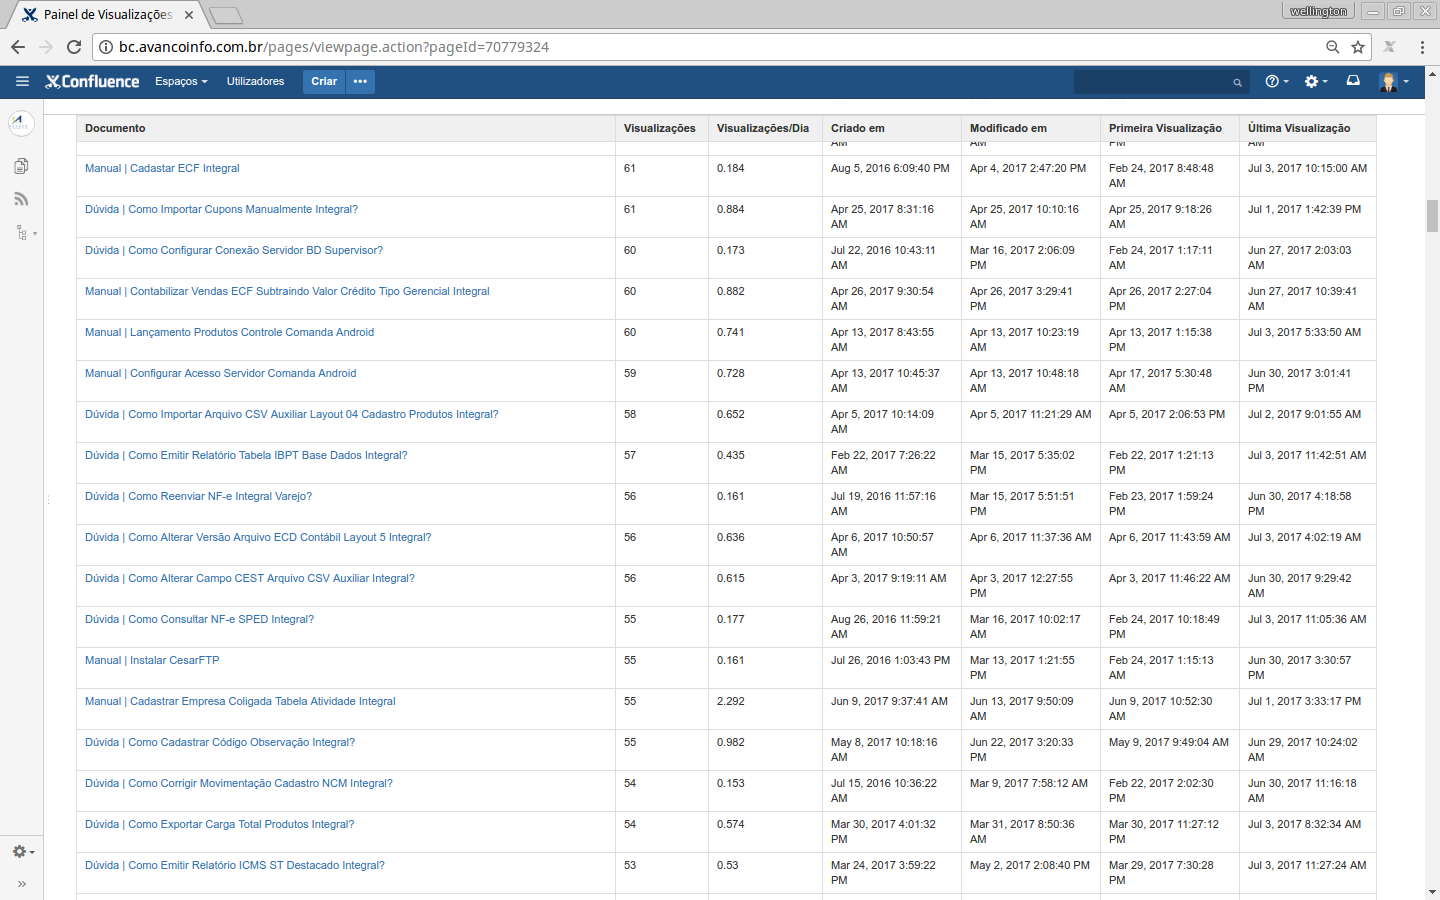 Painel de Visualizações
wellington
bc.avancoinfo.com.br/pages/viewpage.action?pageId=70779324
Confluence Espaços Utilizadores Criar
Documento Visualizações Visualizações/Dia Criado em Modificado em Primeira Visualização Última Visualização
AM AM PM AM
Manual | Cadastar ECF Integral 61 0.184 Aug 5, 2016 6:09:40 PM Apr 4, 2017 2:47:20 PM Feb 24, 2017 8:48:48 Jul 3, 2017 10:15:00 AM
AM
Dúvida | Como Importar Cupons Manualmente Integral? 61 0.884 Apr 25, 2017 8:31:16 Apr 25, 2017 10:10:16 Apr 25, 2017 9:18:26 Jul 1, 2017 1:42:39 PM
AM AM AM
Dúvida | Como Configurar Conexão Servidor BD Supervisor? 60 0.173 Jul 22, 2016 10:43:11 Mar 16, 2017 2:06:09 Feb 24, 2017 1:17:11 Jun 27, 2017 2:03:03
AM PM AM AM
Manual | Contabilizar Vendas ECF Subtraindo Valor Crédito Tipo Gerencial Integral 60 0.882 Apr 26, 2017 9:30:54 Apr 26, 2017 3:29:41 Apr 26, 2017 2:27:04 Jun 27, 2017 10:39:41
AM PM PM AM
Manual | Lançamento Produtos Controle Comanda Android 60 0.741 Apr 13, 2017 8:43:55 Apr 13, 2017 10:23:19 Apr 13, 2017 1:15:38 Jul 3, 2017 5:33:50 AM
AM AM PM
Manual | Configurar Acesso Servidor Comanda Android 59 0.728 Apr 13, 2017 10:45:37 Apr 13, 2017 10:48:18 Apr 17, 2017 5:30:48 Jun 30, 2017 3:01:41
AM AM AM PM
Dúvida | Como Importar Arquivo CSV Auxiliar Layout 04 Cadastro Produtos Integral? 58 0.652 Apr 5, 2017 10:14:09 Apr 5, 2017 11:21:29 AM Apr 5, 2017 2:06:53 PM Jul 2, 2017 9:01:55 AM
AM
Dúvida | Como Emitir Relatório Tabela IBPT Base Dados Integral? 57 0.435 Feb 22, 2017 7:26:22 Mar 15, 2017 5:35:02 Feb 22, 2017 1:21:13 Jul 3, 2017 11:42:51 AM
AM PM PM
Dúvida | Como Reenviar NF-e Integral Varejo? 56 0.161 Jul 19, 2016 11:57:16 Mar 15, 2017 5:51:51 Feb 23, 2017 1:59:24 Jun 30, 2017 4:18:58
AM PM PM PM
Dúvida | Como Alterar Versão Arquivo ECD Contábil Layout 5 Integral? 56 0.636 Apr 6, 2017 10:50:57 Apr 6, 2017 11:37:36 AM Apr 6, 2017 11:43:59 AM Jul 3, 2017 4:02:19 AM
AM
Dúvida | Como Alterar Campo CEST Arquivo CSV Auxiliar Integral? 56 0.615 Apr 3, 2017 9:19:11 AM Apr 3, 2017 12:27:55 Apr 3, 2017 11:46:22 AM Jun 30, 2017 9:29:42
PM AM
Dúvida | Como Consultar NF-e SPED Integral? 55 0.177 Aug 26, 2016 11:59:21 Mar 16, 2017 10:02:17 Feb 24, 2017 10:18:49 Jul 3, 2017 11:05:36 AM
AM AM PM
Manual | Instalar CesarFTP 55 0.161 Jul 26, 2016 1:03:43 PM Mar 13, 2017 1:21:55 Feb 24, 2017 1:15:13 Jun 30, 2017 3:30:57
PM AM PM
Manual | Cadastrar Empresa Coligada Tabela Atividade Integral 55 2.292 Jun 9, 2017 9:37:41 AM Jun 13, 2017 9:50:09 Jun 9, 2017 10:52:30 Jul 1, 2017 3:33:17 PM
AM AM
Dúvida | Como Cadastrar Código Observação Integral? 55 0.982 May 8, 2017 10:18:16 Jun 22, 2017 3:20:33 May 9, 2017 9:49:04 AM Jun 29, 2017 10:24:02
AM PM AM
Dúvida | Como Corrigir Movimentação Cadastro NCM Integral? 54 0.153 Jul 15, 2016 10:36:22 Mar 9, 2017 7:58:12 AM Feb 22, 2017 2:02:30 Jun 30, 2017 11:16:18
AM PM AM
Dúvida | Como Exportar Carga Total Produtos Integral? 54 0.574 Mar 30, 2017 4:01:32 Mar 31, 2017 8:50:36 Mar 30, 2017 11:27:12 Jul 3, 2017 8:32:34 AM
PM AM PM
Dúvida | Como Emitir Relatório ICMS ST Destacado Integral? 53 0.53 Mar 24, 2017 3:59:22 May 2, 2017 2:08:40 PM Mar 29, 2017 7:30:28 Jul 3, 2017 11:27:24 AM
PM PM